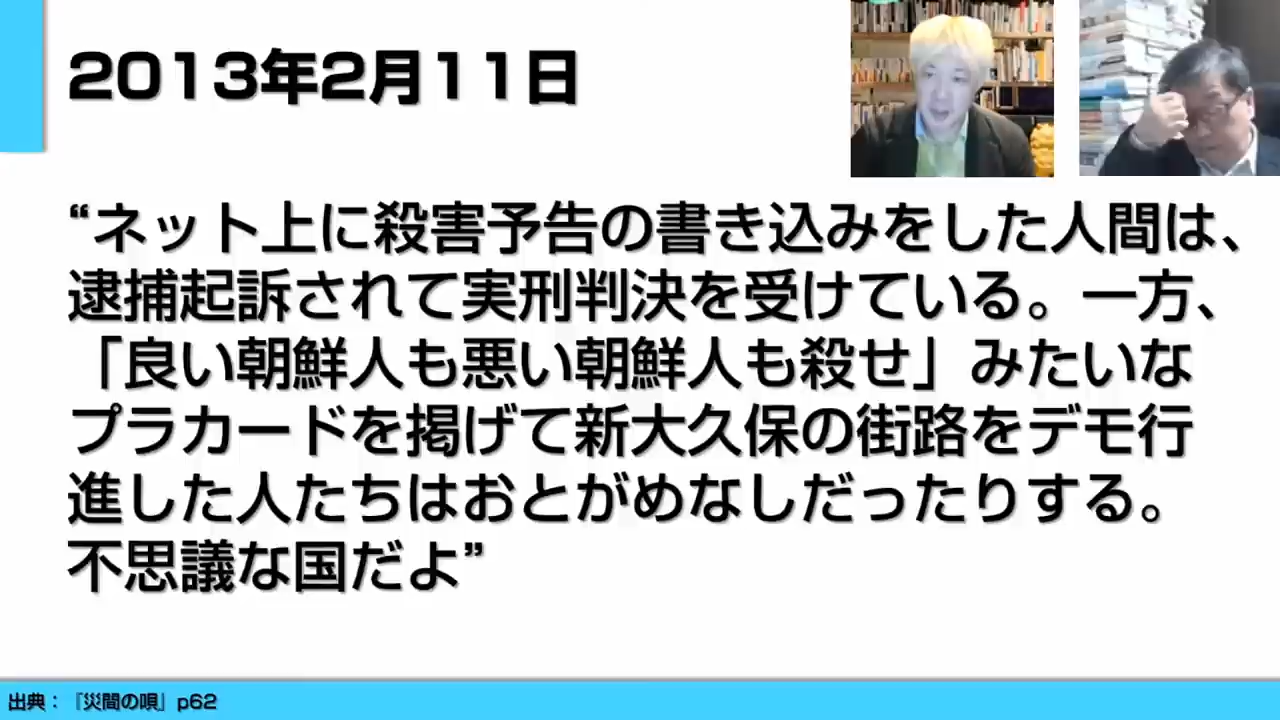 2013年2月11日
“ネット上に殺害予告の書き込みをした人間は、
逮捕起訴されて実刑判決を受けている。一方、
「良い朝鮮人も悪い朝鮮人も殺せ」みたいな
プラカードを掲げて新大久保の街路をデモ行
進した人たちはおとがめなしだったりする。
不思議な国だよ”
出典：『災間の唄』p62